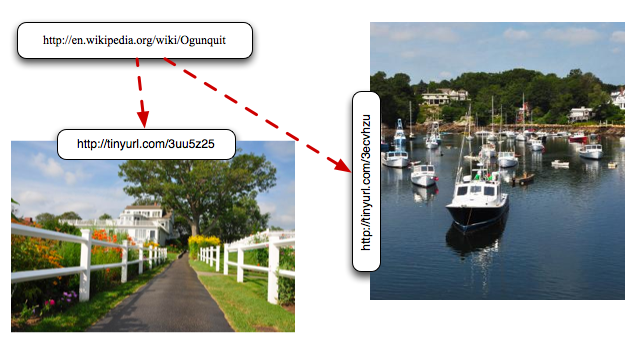 http://en.wikipedia.org/wiki/Ogunquit
http://tinyurl.com/3uu5z25
http://tinyurl.com/3ecvhzu